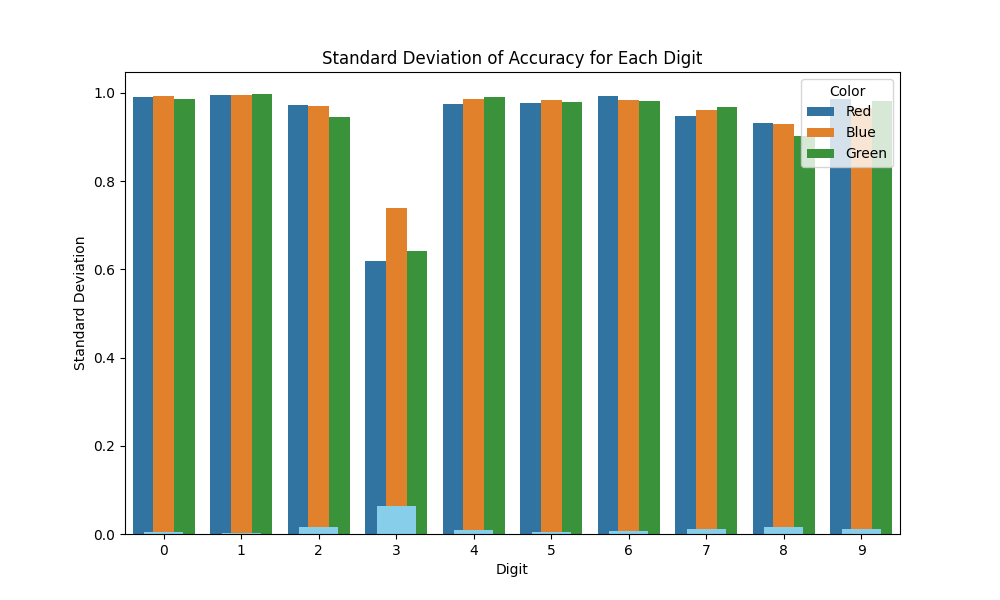 Standard Deviation of Accuracy for Each Digit
Color
Red
Blue
Green
1.0
0.8
0.6
0.4
0.2
0.0
Standard Deviation
0 1 2 3 4 5 6 7 8 9
Digit